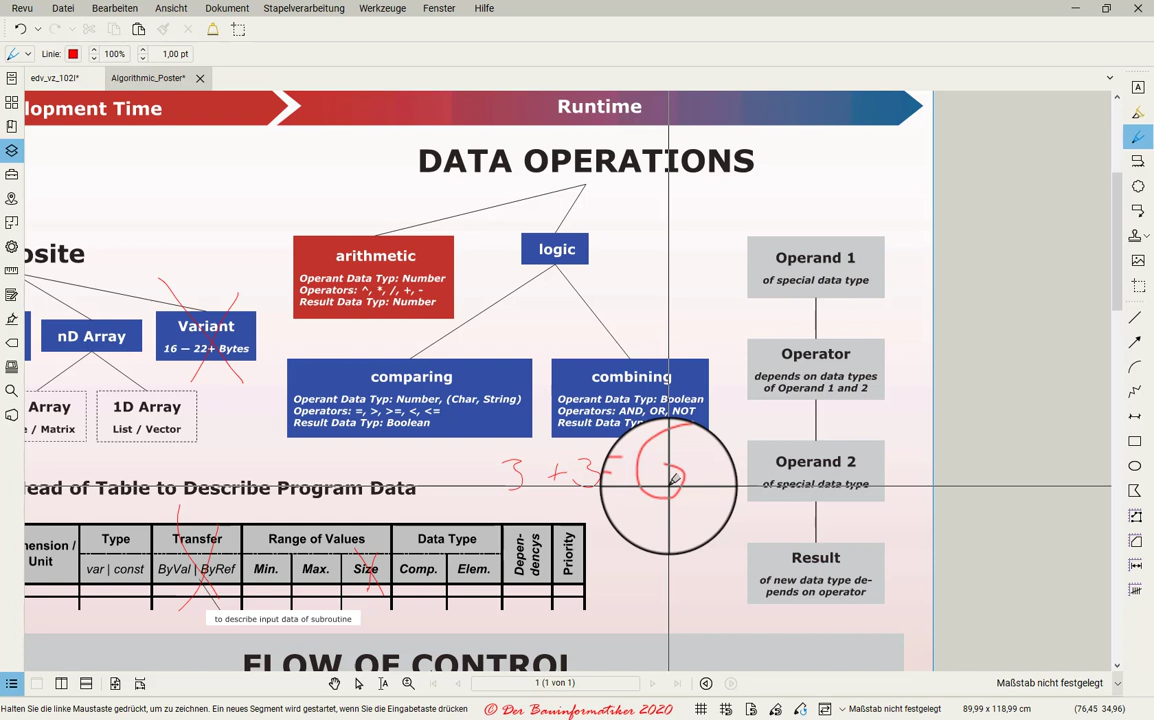 Revu Datei Bearbeiten Ansicht Dokument Stapelverarbeitung Werkzeuge Fenster Hilfe
Linie: 100% 1,00 pt
edv_vz_102l* Algorithmic_Poster*
lopment Time
Runtime
DATA OPERATIONS
osite
arithmetic
Operant Data Typ: Number
Operators: ^, *, /, +, -
Result Data Typ: Number
logic
nD Array
Variant
16 — 22+ Bytes
Array
e / Matrix
1D Array
List / Vector
comparing
Operant Data Typ: Number, (Char, String)
Operators: =, >, >=, <, <=
Result Data Typ: Boolean
combining
Operant Data Typ: Boolean
Operators: AND, OR, NOT
Result Data Typ
Operand 1
of special data type
Operator
depends on data types
of Operand 1 and 2
Operand 2
of special data type
Result
of new data type de-
pends on operator
3 + 3 = 6
lead of Table to Describe Program Data
mension /
Unit
Type
var | const
Transfer
ByVal | ByRef
Range of Values
Min. Max. Size
Data Type
Comp. Elem.
Depen-
dencys
Priority
to describe input data of subroutine
FLOW OF CONTROL
1 (1 von 1)
Maßstab nicht festgelegt
Halten Sie die linke Maustaste gedrückt, um zu zeichnen. Ein neues Segment wird gestartet, wenn Sie die Eingabetaste drücken
© Der Bauinformatiker 2020
Maßstab nicht festgelegt
89,99 x 118,99 cm
(76,45 34,96)